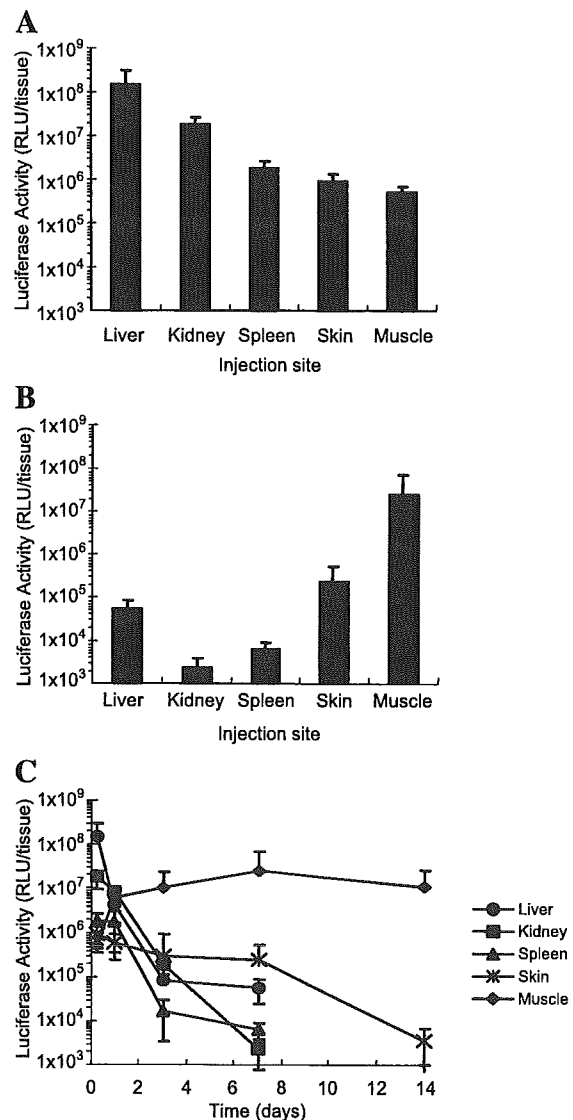 A
Luciferase Activity (RLU/tissue)
1x10⁹
1x10⁸
1x10⁷
1x10⁶
1x10⁵
1x10⁴
1x10³
Liver Kidney Spleen Skin Muscle
Injection site
B
Luciferase Activity (RLU/tissue)
1x10⁹
1x10⁸
1x10⁷
1x10⁶
1x10⁵
1x10⁴
1x10³
Liver Kidney Spleen Skin Muscle
Injection site
C
Luciferase Activity (RLU/tissue)
1x10⁹
1x10⁸
1x10⁷
1x10⁶
1x10⁵
1x10⁴
1x10³
0 2 4 6 8 10 12 14
Time (days)
Liver
Kidney
Spleen
Skin
Muscle